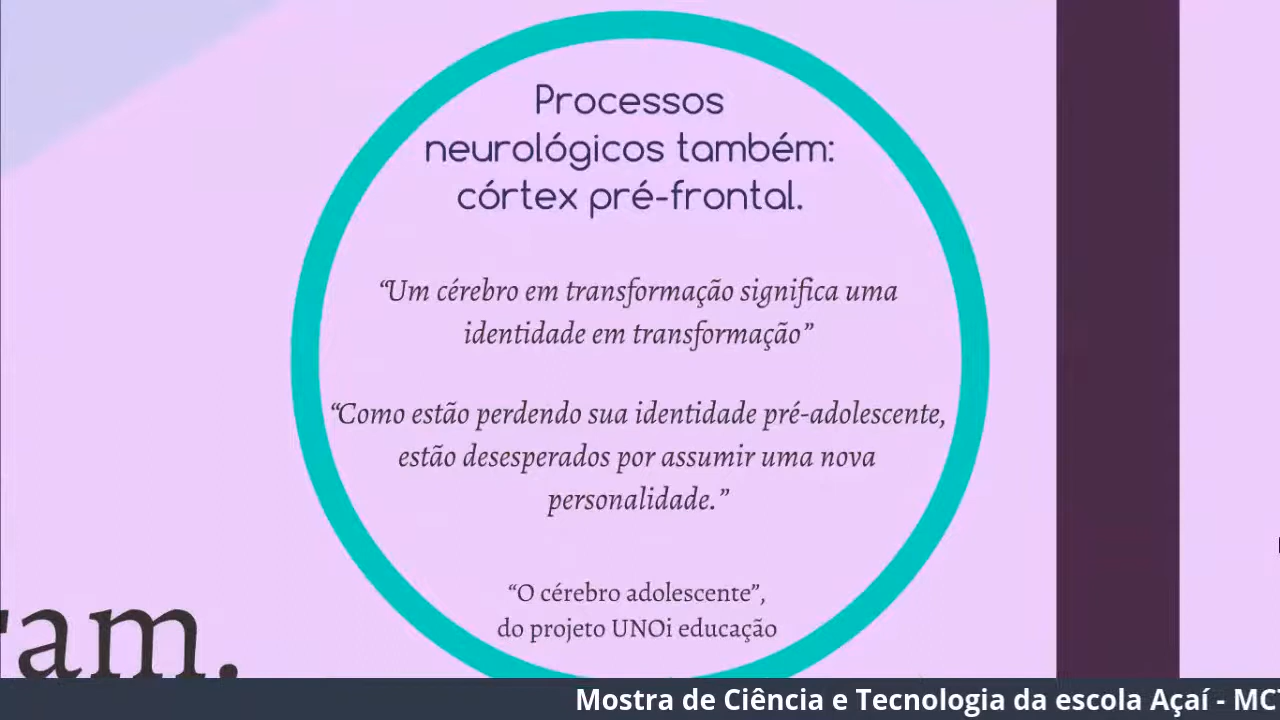 Processos
neurológicos também:
córtex pré-frontal.
“Um cérebro em transformação significa uma
identidade em transformação”
“Como estão perdendo sua identidade pré-adolescente,
estão desesperados por assumir uma nova
personalidade.”
“O cérebro adolescente”,
do projeto UNOi educação
ram.
Mostra de Ciência e Tecnologia da escola Açaí - MC